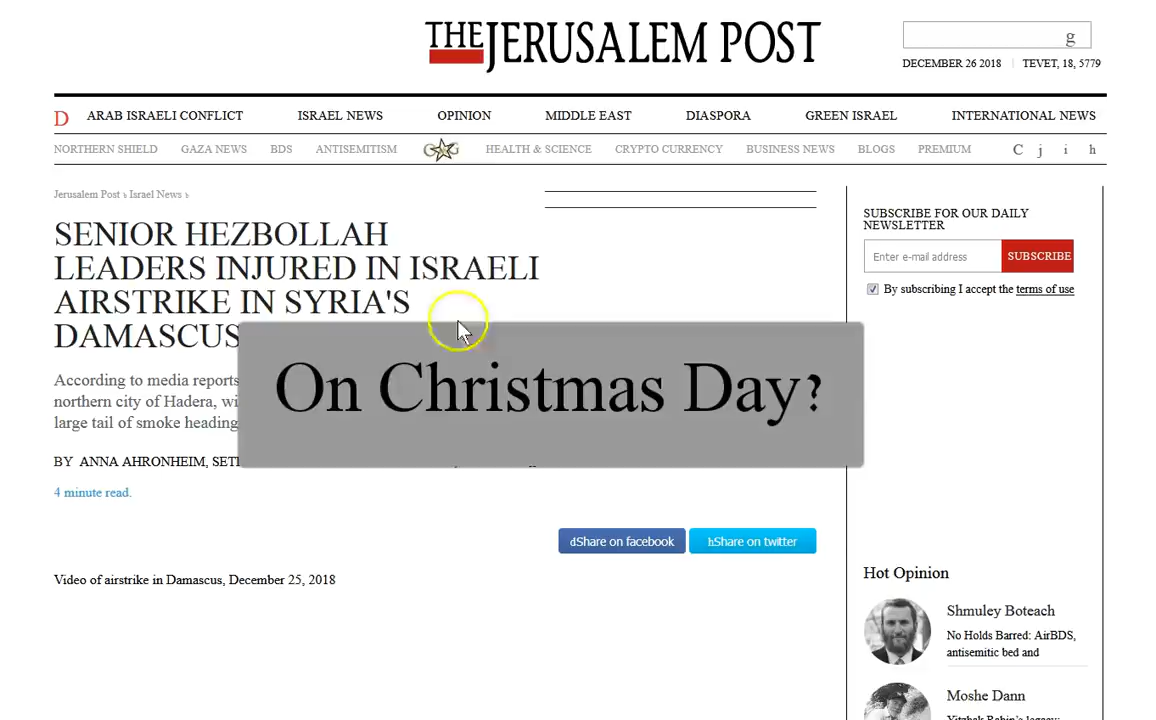 THE JERUSALEM POST
g
DECEMBER 26 2018 | TEVET, 18, 5779
D ARAB ISRAELI CONFLICT ISRAEL NEWS OPINION MIDDLE EAST DIASPORA GREEN ISRAEL INTERNATIONAL NEWS
NORTHERN SHIELD GAZA NEWS BDS ANTISEMITISM HEALTH & SCIENCE CRYPTO CURRENCY BUSINESS NEWS BLOGS PREMIUM C j i h
Jerusalem Post Israel News
SENIOR HEZBOLLAH
LEADERS INJURED IN ISRAELI
AIRSTRIKE IN SYRIA'S
DAMASCUS
According to media reports
northern city of Hadera,
large tail of smoke heading
BY ANNA AHRONHEIM,
4 minute read.
On Christmas Day?
dShare on facebook
hShare on twitter
Video of airstrike in Damascus, December 25, 2018
SUBSCRIBE FOR OUR DAILY
NEWSLETTER
Enter e-mail address
SUBSCRIBE
By subscribing I accept the terms of use
Hot Opinion
Shmuley Boteach
No Holds Barred: AirBDS,
antisemitic bed and
Moshe Dann
Yitzhak Rabin's legacy: